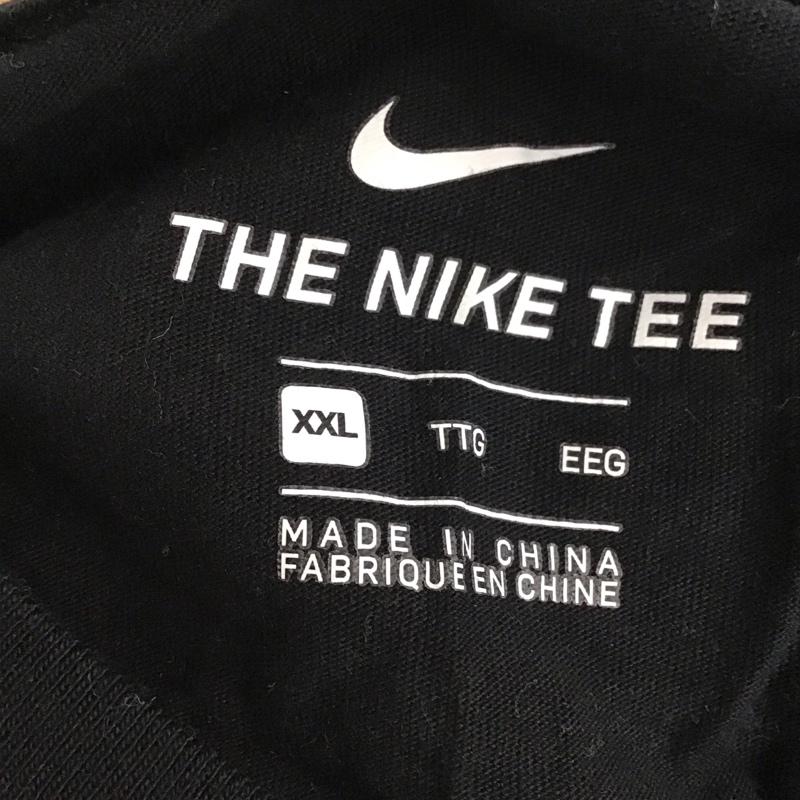 THE NIKE TEE
XXL TTG EEG
MADE IN CHINA
FABRIQUE EN CHINE